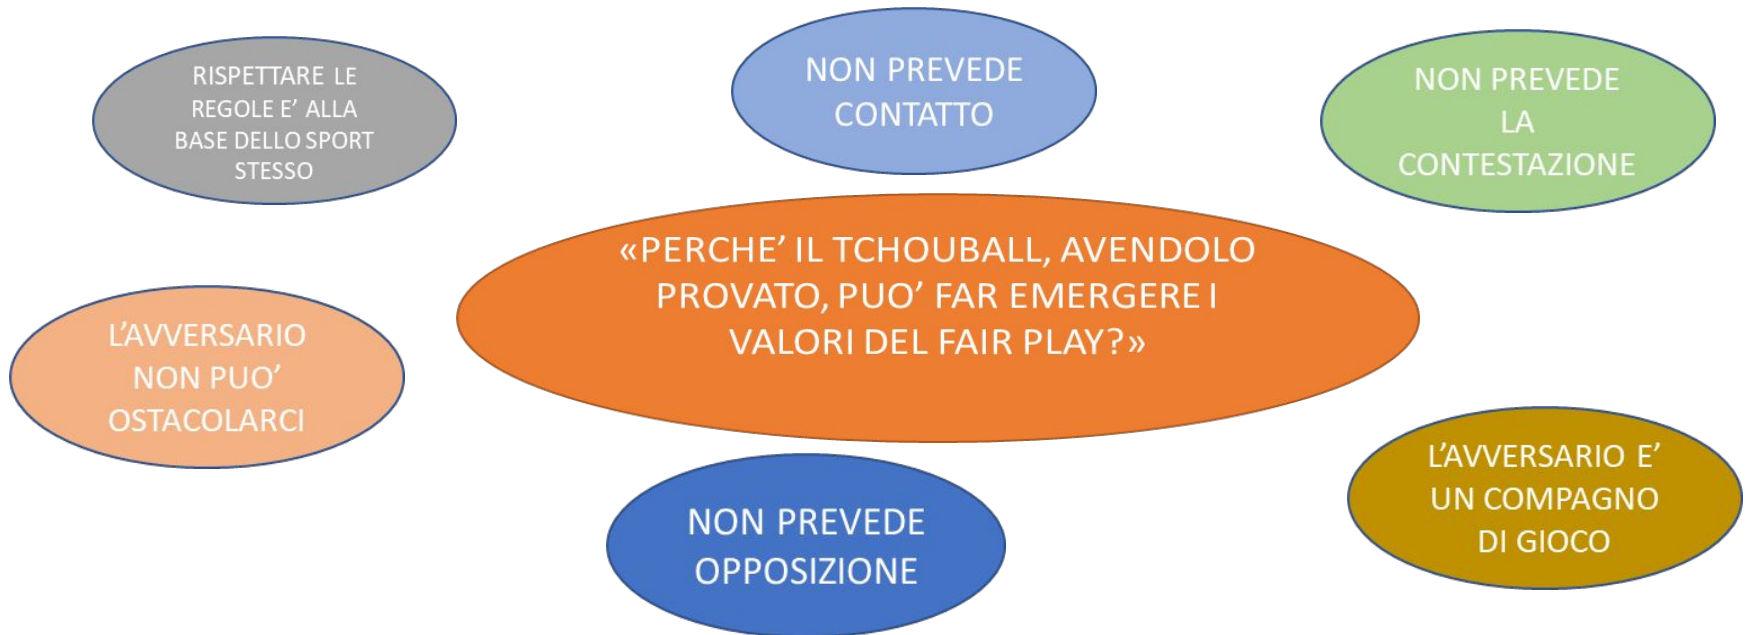 RISPETTARE LE
REGOLE E’ ALLA
BASE DELLO SPORT
STESSO
NON PREVEDE
CONTATTO
NON PREVEDE
LA
CONTESTAZIONE
«PERCHE’ IL TCHOUBALL, AVENDOLO
PROVATO, PUO’ FAR EMERGERE I
VALORI DEL FAIR PLAY?»
L’AVVERSARIO
NON PUO’
OSTACOLARCI
NON PREVEDE
OPPOSIZIONE
L’AVVERSARIO E’
UN COMPAGNO
DI GIOCO